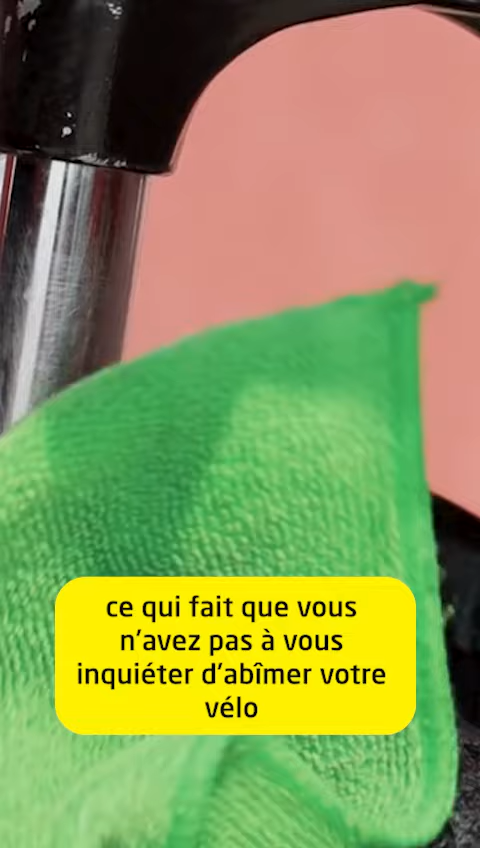 ce qui fait que vous
n'avez pas à vous
inquiéter d'abîmer votre
vélo